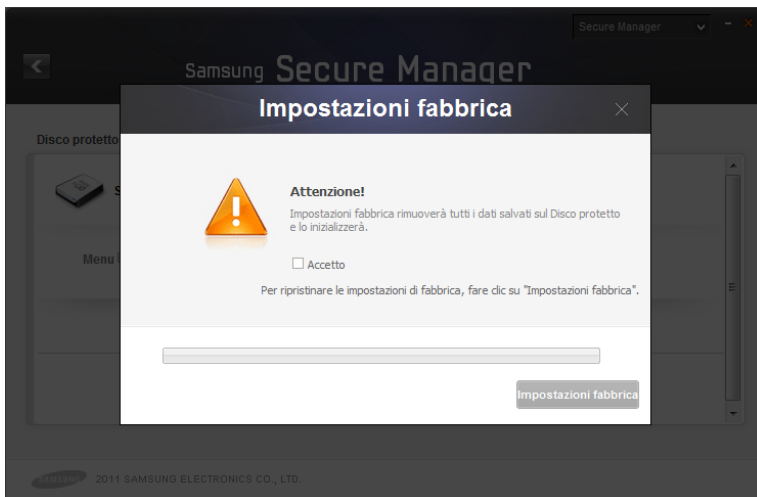 Secure Manager
Samsung Secure Manager
Impostazioni fabbrica
Disco protetto
Attenzione!
Impostazioni fabbrica rimuoverà tutti i dati salvati sul Disco protetto
e lo inizializzerà.
S
Menu
Accetto
Per ripristinare le impostazioni di fabbrica, fare clic su "Impostazioni fabbrica".
Impostazioni fabbrica
SAMSUNG 2011 SAMSUNG ELECTRONICS CO., LTD.